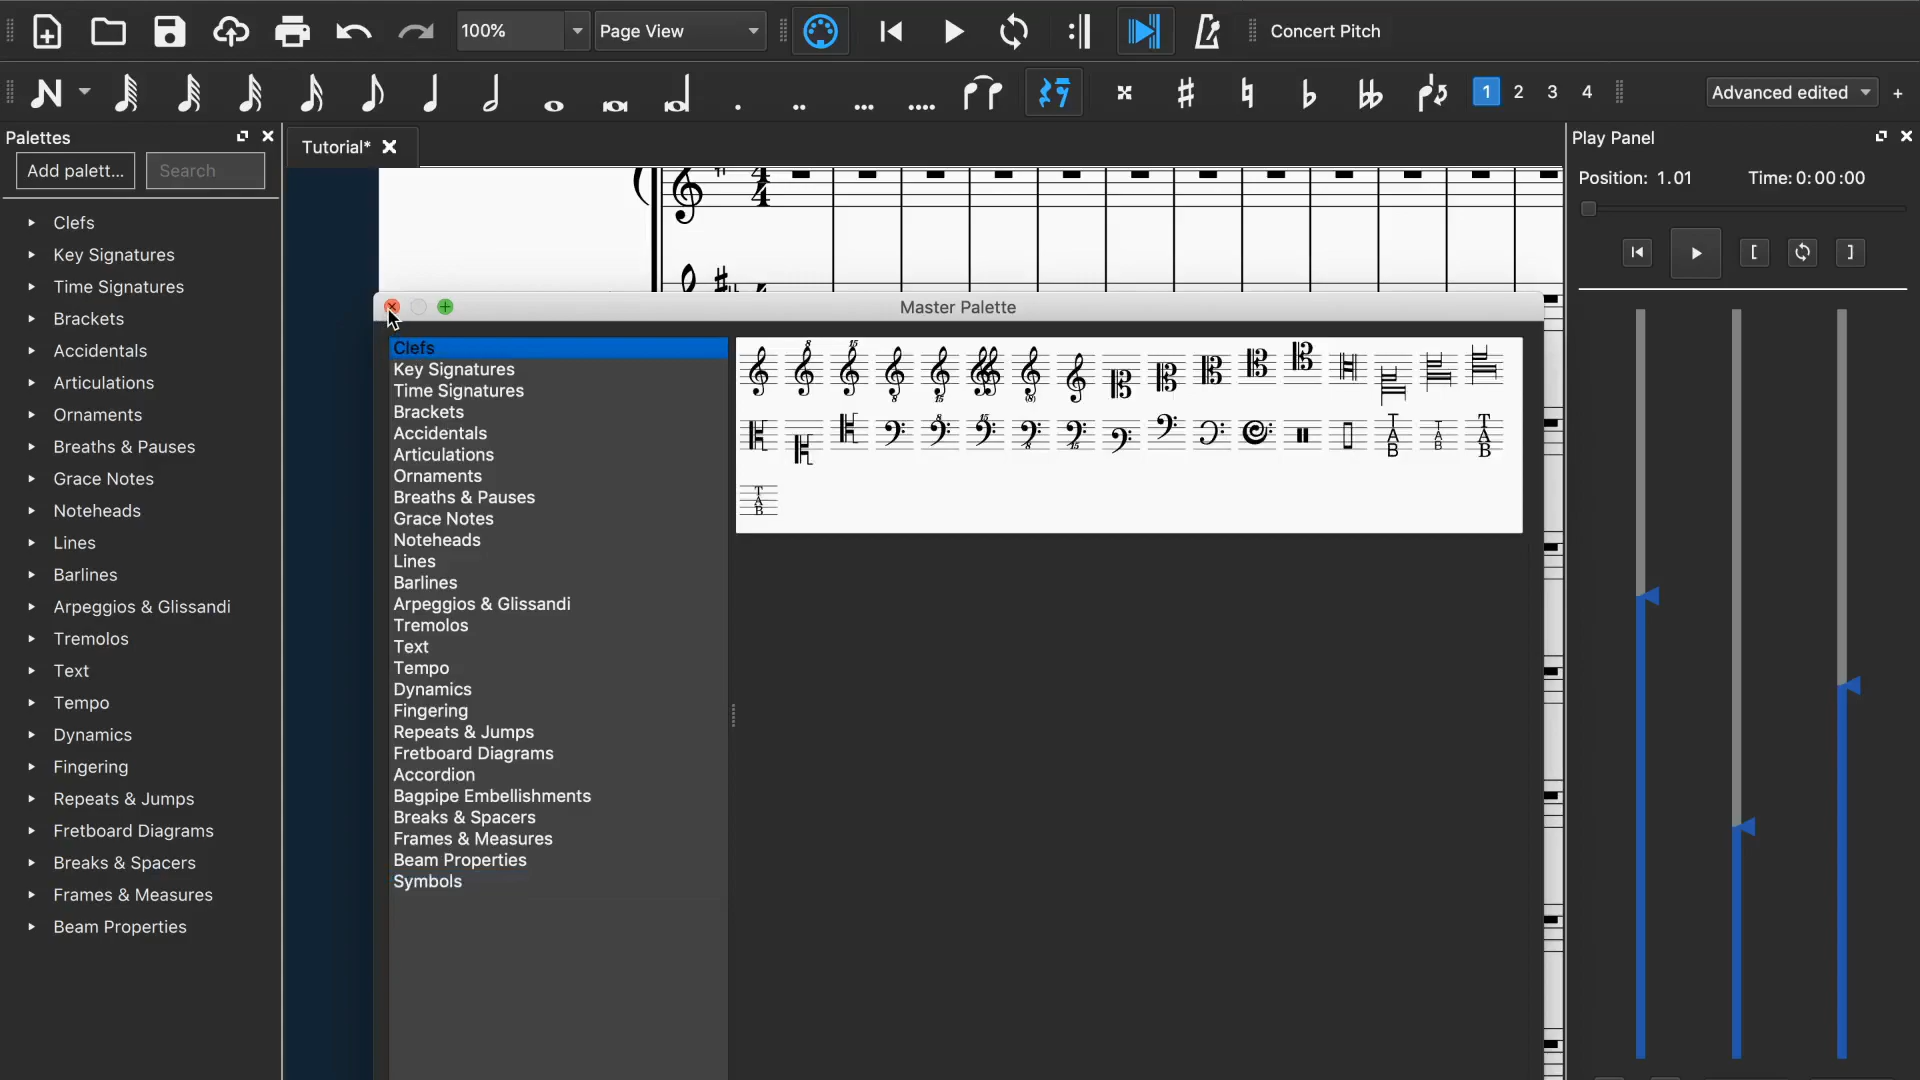 100%
Page View
Concert Pitch
1 2 3 4
Advanced edited
+
Palettes
Add palett...
Search
Clefs
Key Signatures
Time Signatures
Brackets
Accidentals
Articulations
Ornaments
Breaths & Pauses
Grace Notes
Noteheads
Lines
Barlines
Arpeggios & Glissandi
Tremolos
Text
Tempo
Dynamics
Fingering
Repeats & Jumps
Fretboard Diagrams
Breaks & Spacers
Frames & Measures
Beam Properties
Tutorial*
Master Palette
Clefs
Key Signatures
Time Signatures
Brackets
Accidentals
Articulations
Ornaments
Breaths & Pauses
Grace Notes
Noteheads
Lines
Barlines
Arpeggios & Glissandi
Tremolos
Text
Tempo
Dynamics
Fingering
Repeats & Jumps
Fretboard Diagrams
Accordion
Bagpipe Embellishments
Breaks & Spacers
Frames & Measures
Beam Properties
Symbols
Play Panel
Position: 1.01 Time: 0:00:00